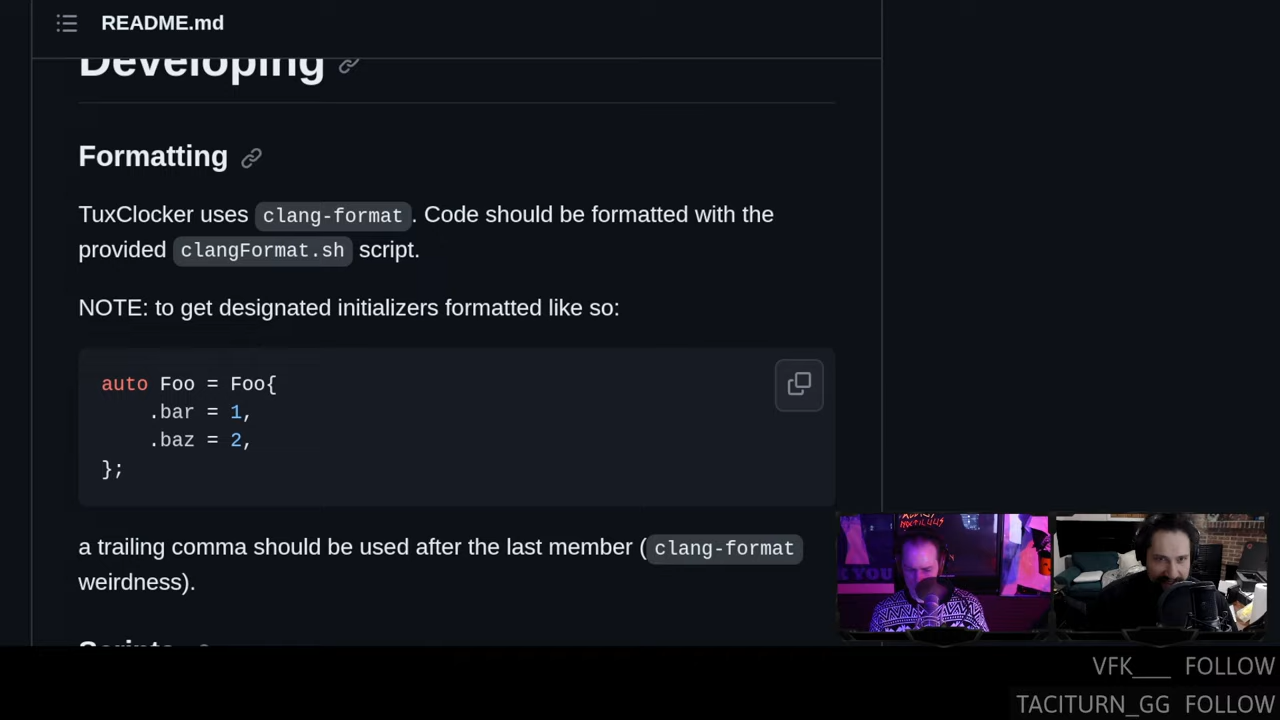 README.md
Developing
Formatting
TuxClocker uses clang-format. Code should be formatted with the
provided clangFormat.sh script.
NOTE: to get designated initializers formatted like so:
auto Foo = Foo{
    .bar = 1,
    .baz = 2,
};
a trailing comma should be used after the last member (clang-format
weirdness).
Scripts
VFK___ FOLLOW
TACITURN_GG FOLLOW